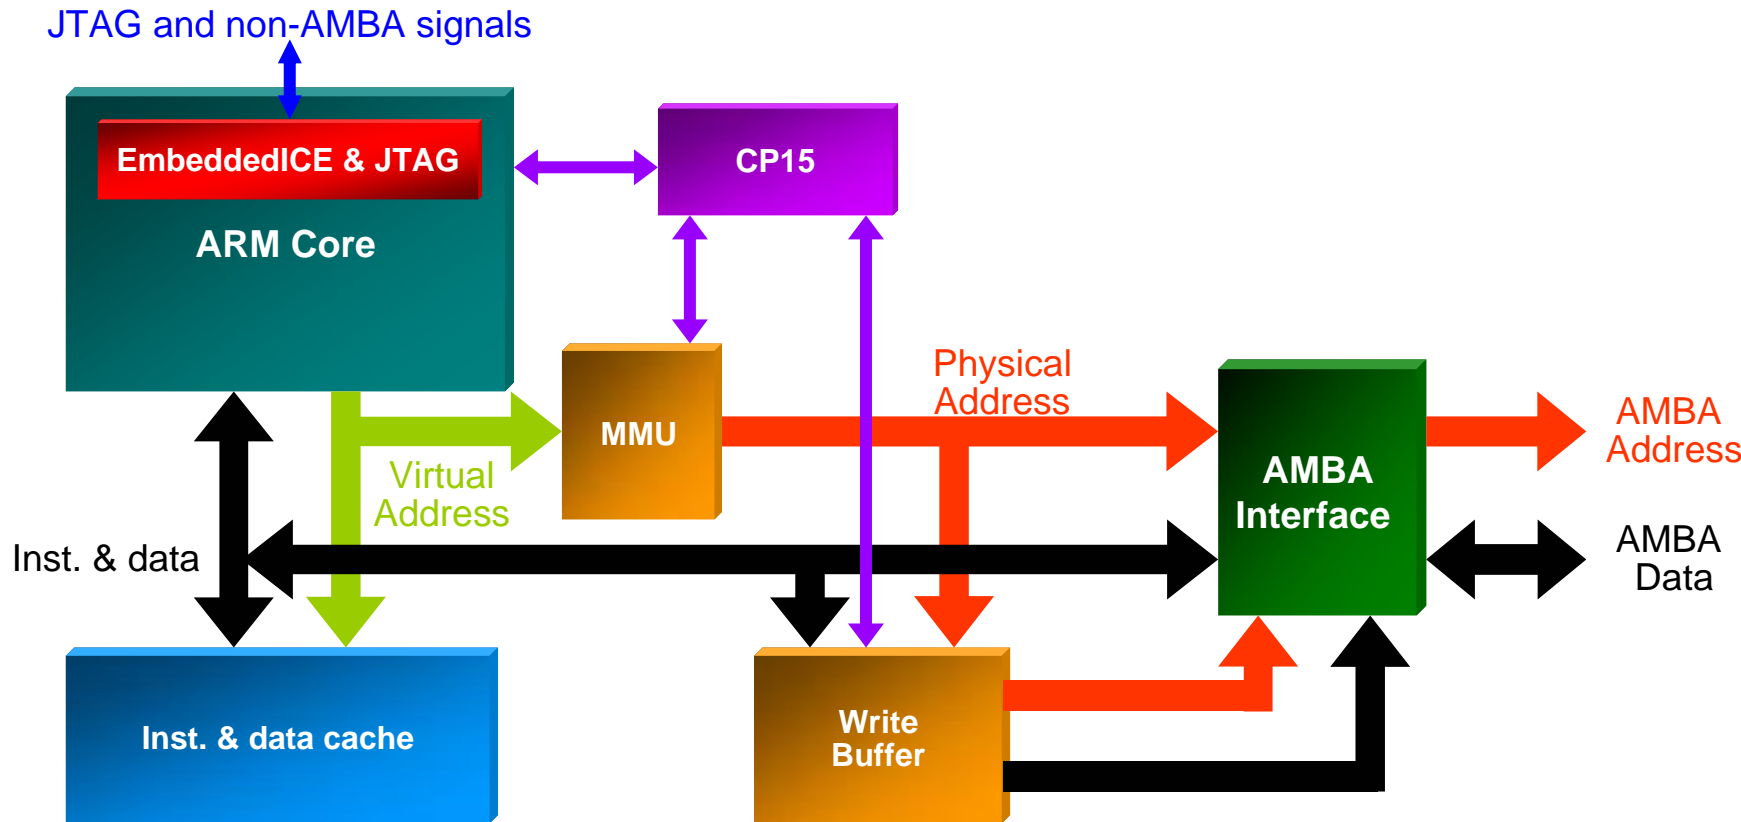 JTAG and non-AMBA signals
EmbeddedICE & JTAG
CP15
ARM Core
Physical
Address
MMU
AMBA
Address
Virtual
Address
AMBA
Interface
Inst. & data
AMBA
Data
Inst. & data cache
Write
Buffer